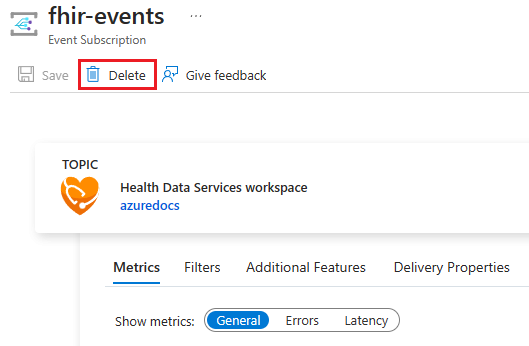 fhir-events ...
Event Subscription
Save Delete Give feedback
TOPIC
Health Data Services workspace
azuredocs
Metrics Filters Additional Features Delivery Properties
Show metrics: General Errors Latency